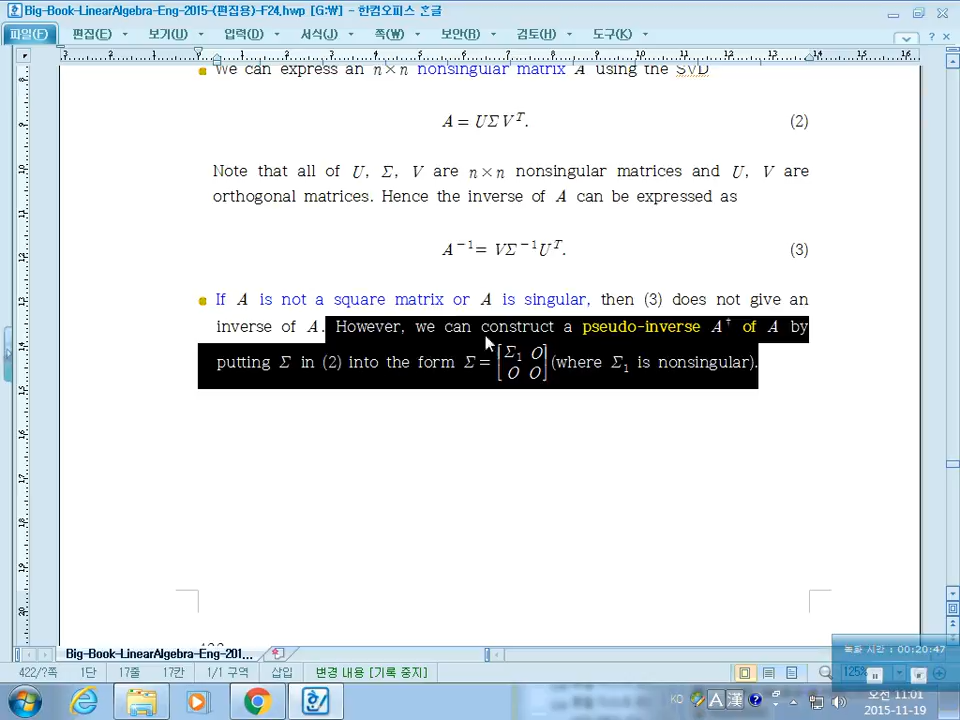 Big-Book-LinearAlgebra-Eng-2015-(편집용)-F24.hwp [G:₩] - 한컴오피스 한글
파일(F) 편집(E) 보기(U) 입력(D) 서식(J) 쪽(W) 보안(B) 검토(H) 도구(K)
We can express an n×n nonsingular matrix A using the SVD
A = UΣV^T. (2)
Note that all of U, Σ, V are n×n nonsingular matrices and U, V are
orthogonal matrices. Hence the inverse of A can be expressed as
A^-1 = VΣ^-1U^T. (3)
If A is not a square matrix or A is singular, then (3) does not give an
inverse of A. However, we can construct a pseudo-inverse A^† of A by
putting Σ in (2) into the form Σ = [Σ_1 O
O O] (where Σ_1 is nonsingular).
Big-Book-LinearAlgebra-Eng-201...
녹화 시간 : 00:20:47
422/2쪽 1단 17줄 17칸 1/1 구역 삽입 변경 내용 [기록 중지] 125%
KO A 漢 오전 11:01
2015-11-19